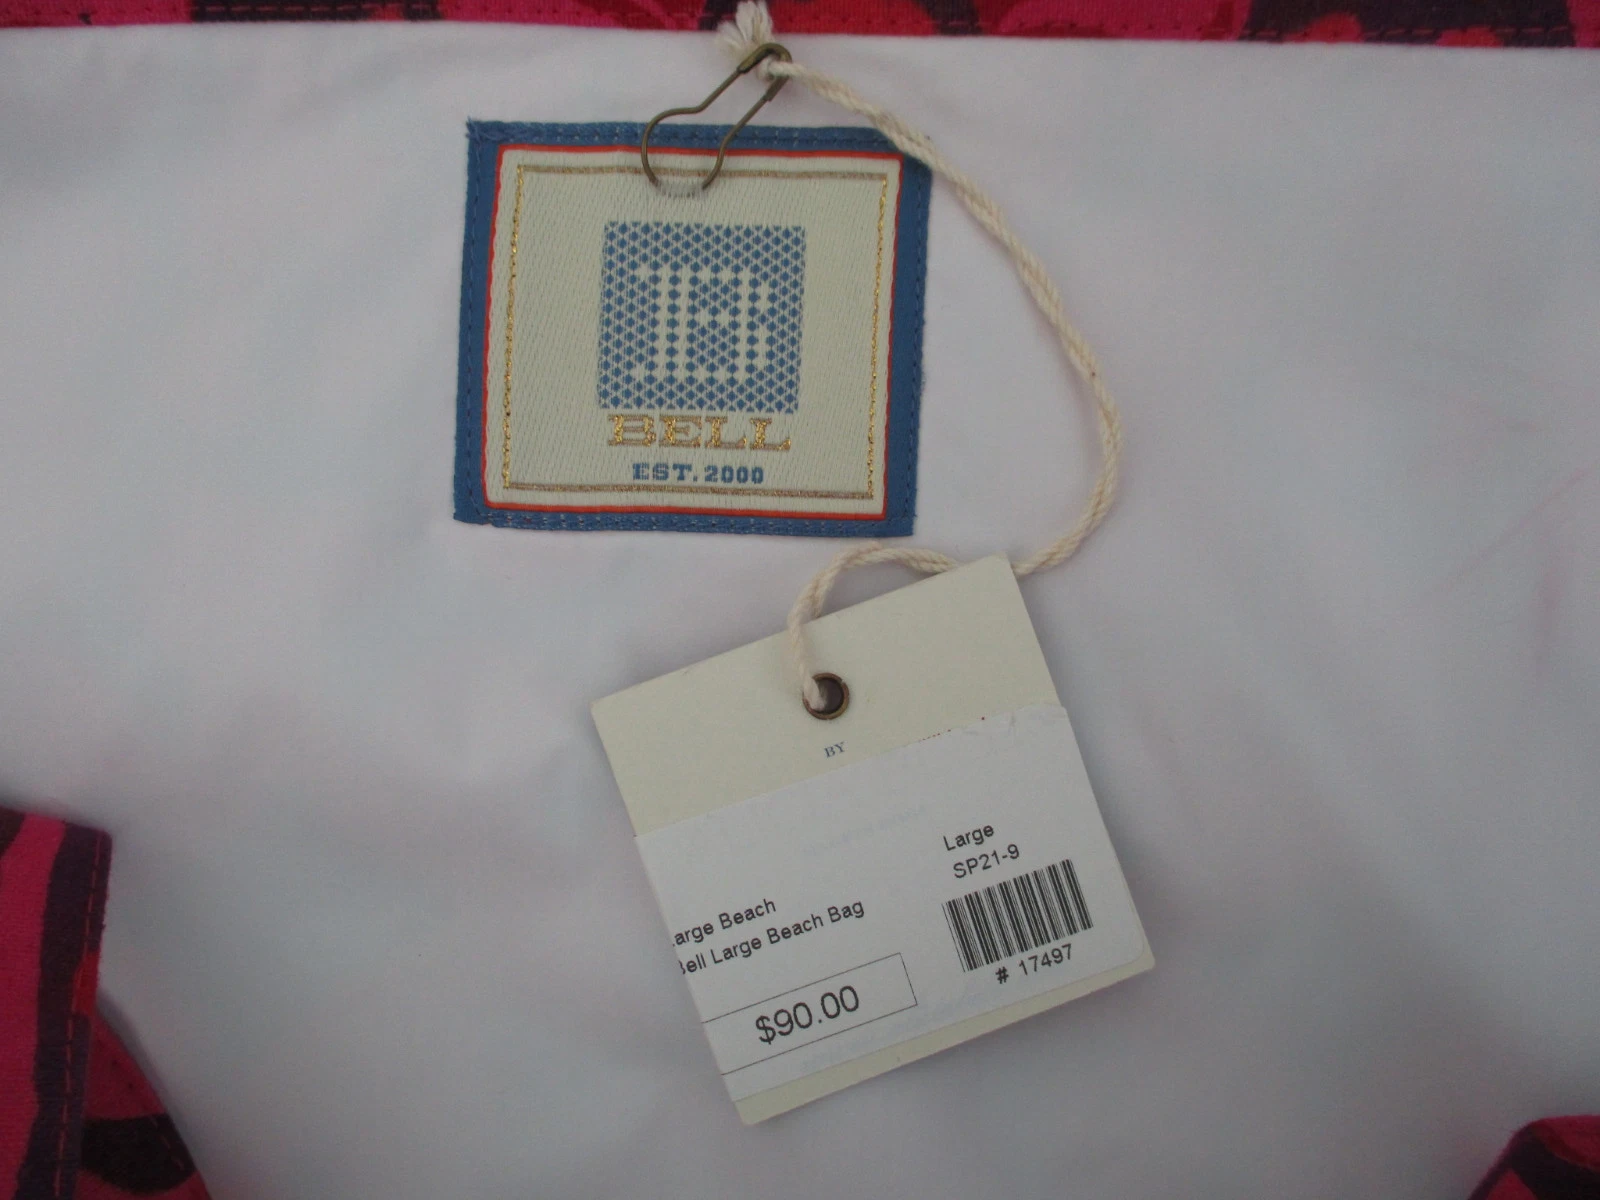 B
BELL
EST. 2000
BY
Large
SP21-9
arge Beach
Bell Large Beach Bag
# 17497
$90.00